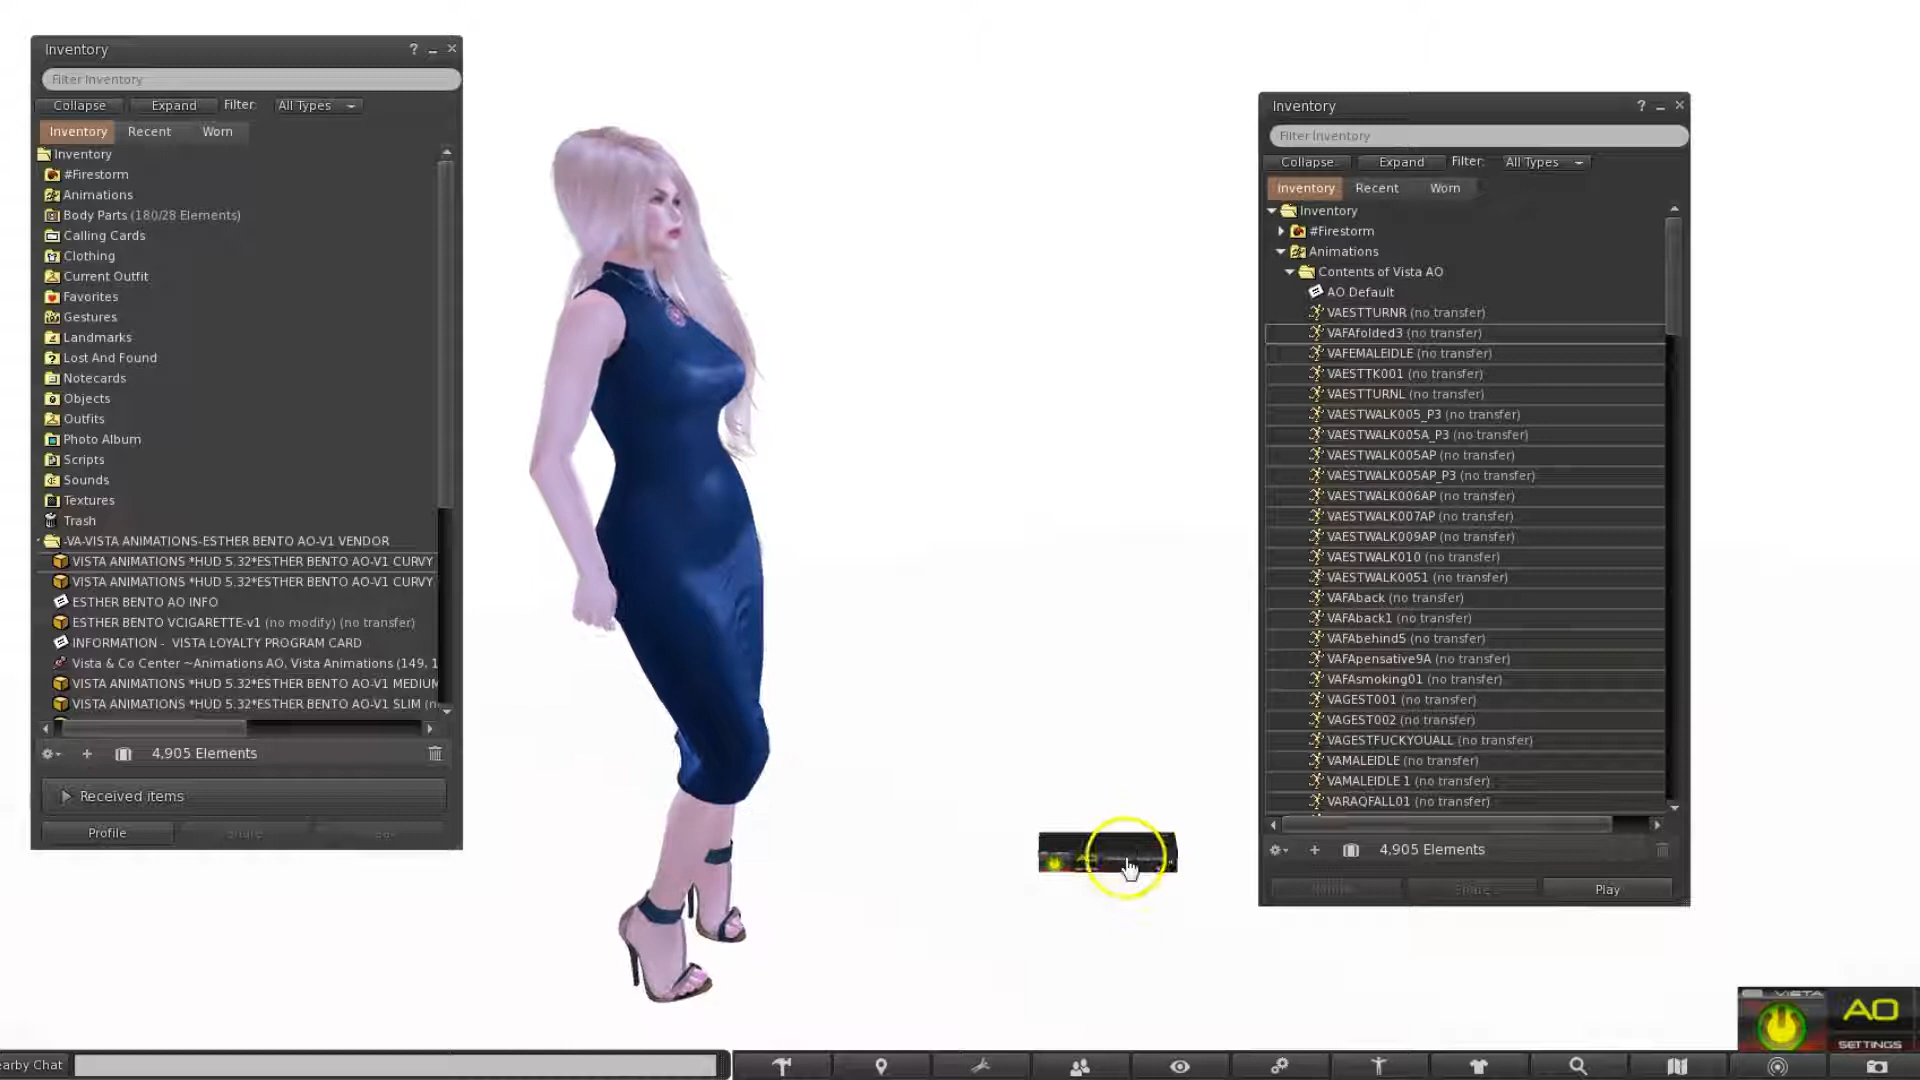 Inventory
Filter Inventory
Collapse Expand Filter: All Types
Inventory Recent Worn
Inventory
#Firestorm
Animations
Body Parts (180/28 Elements)
Calling Cards
Clothing
Current Outfit
Favorites
Gestures
Landmarks
Lost And Found
Notecards
Objects
Outfits
Photo Album
Scripts
Sounds
Textures
Trash
-VA-VISTA ANIMATIONS-ESTHER BENTO AO-V1 VENDOR
VISTA ANIMATIONS *HUD 5.32*ESTHER BENTO AO-V1 CURVY
VISTA ANIMATIONS *HUD 5.32*ESTHER BENTO AO-V1 CURVY
ESTHER BENTO AO INFO
ESTHER BENTO VCIGARETTE-v1 (no modify) (no transfer)
INFORMATION - VISTA LOYALTY PROGRAM CARD
Vista & Co Center ~Animations AO, Vista Animations (149, 1
VISTA ANIMATIONS *HUD 5.32*ESTHER BENTO AO-V1 MEDIUM
VISTA ANIMATIONS *HUD 5.32*ESTHER BENTO AO-V1 SLIM (n
4,905 Elements
Received items
Profile
Inventory
Filter Inventory
Collapse Expand Filter: All Types
Inventory Recent Worn
Inventory
#Firestorm
Animations
Contents of Vista AO
AO Default
VAESTTURNR (no transfer)
VAFAfolded3 (no transfer)
VAFEMALEIDLE (no transfer)
VAESTTK001 (no transfer)
VAESTTURNL (no transfer)
VAESTWALK005_P3 (no transfer)
VAESTWALK005A_P3 (no transfer)
VAESTWALK005AP (no transfer)
VAESTWALK005AP_P3 (no transfer)
VAESTWALK006AP (no transfer)
VAESTWALK007AP (no transfer)
VAESTWALK009AP (no transfer)
VAESTWALK010 (no transfer)
VAESTWALK0051 (no transfer)
VAFAback (no transfer)
VAFAback1 (no transfer)
VAFAbehind5 (no transfer)
VAFApensative9A (no transfer)
VAFAsmoking01 (no transfer)
VAGEST001 (no transfer)
VAGEST002 (no transfer)
VAGESTFUCKYOUALL (no transfer)
VAMALEIDLE (no transfer)
VAMALEIDLE 1 (no transfer)
VARAQFALL01 (no transfer)
4,905 Elements
Play
VISTA
AO
SETTINGS
earby Chat